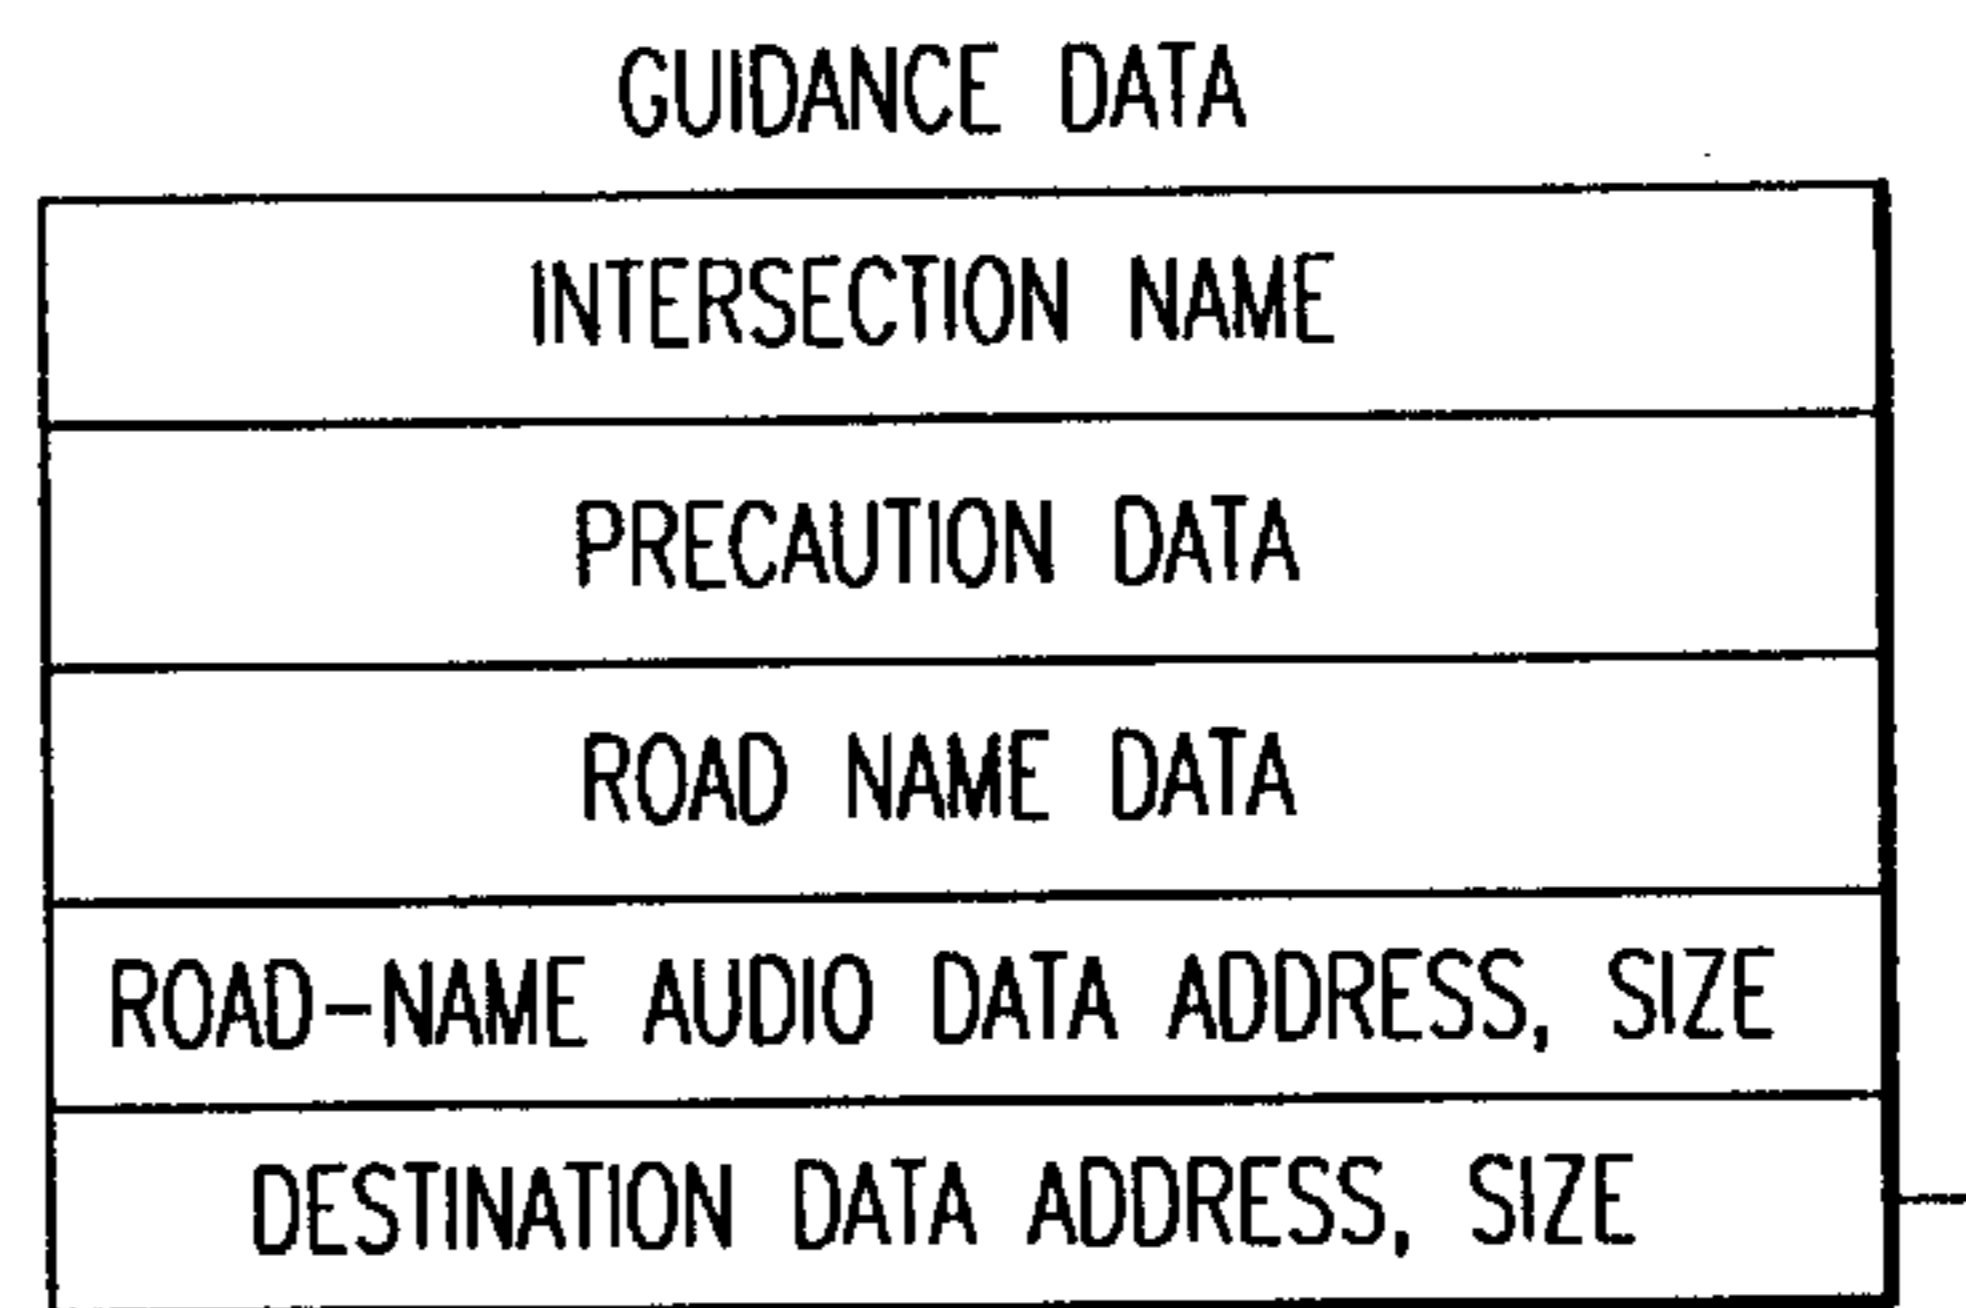 GUIDANCE DATA
INTERSECTION NAME
PRECAUTION DATA
ROAD NAME DATA
ROAD-NAME AUDIO DATA ADDRESS, SIZE
DESTINATION DATA ADDRESS, SIZE